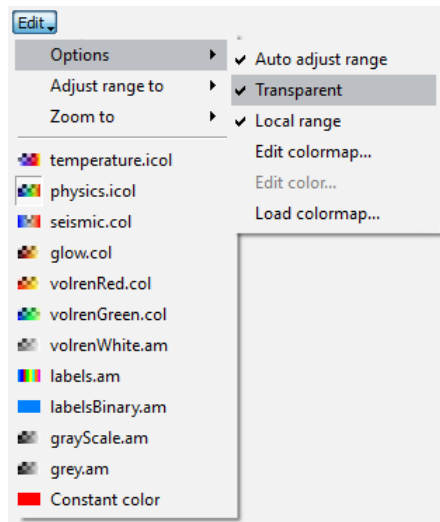 Edit
Options
Adjust range to
Zoom to
temperature.icol
physics.icol
seismic.col
glow.col
volrenRed.col
volrenGreen.col
volrenWhite.am
labels.am
labelsBinary.am
grayScale.am
grey.am
Constant color
Auto adjust range
Transparent
Local range
Edit colormap...
Edit color...
Load colormap...